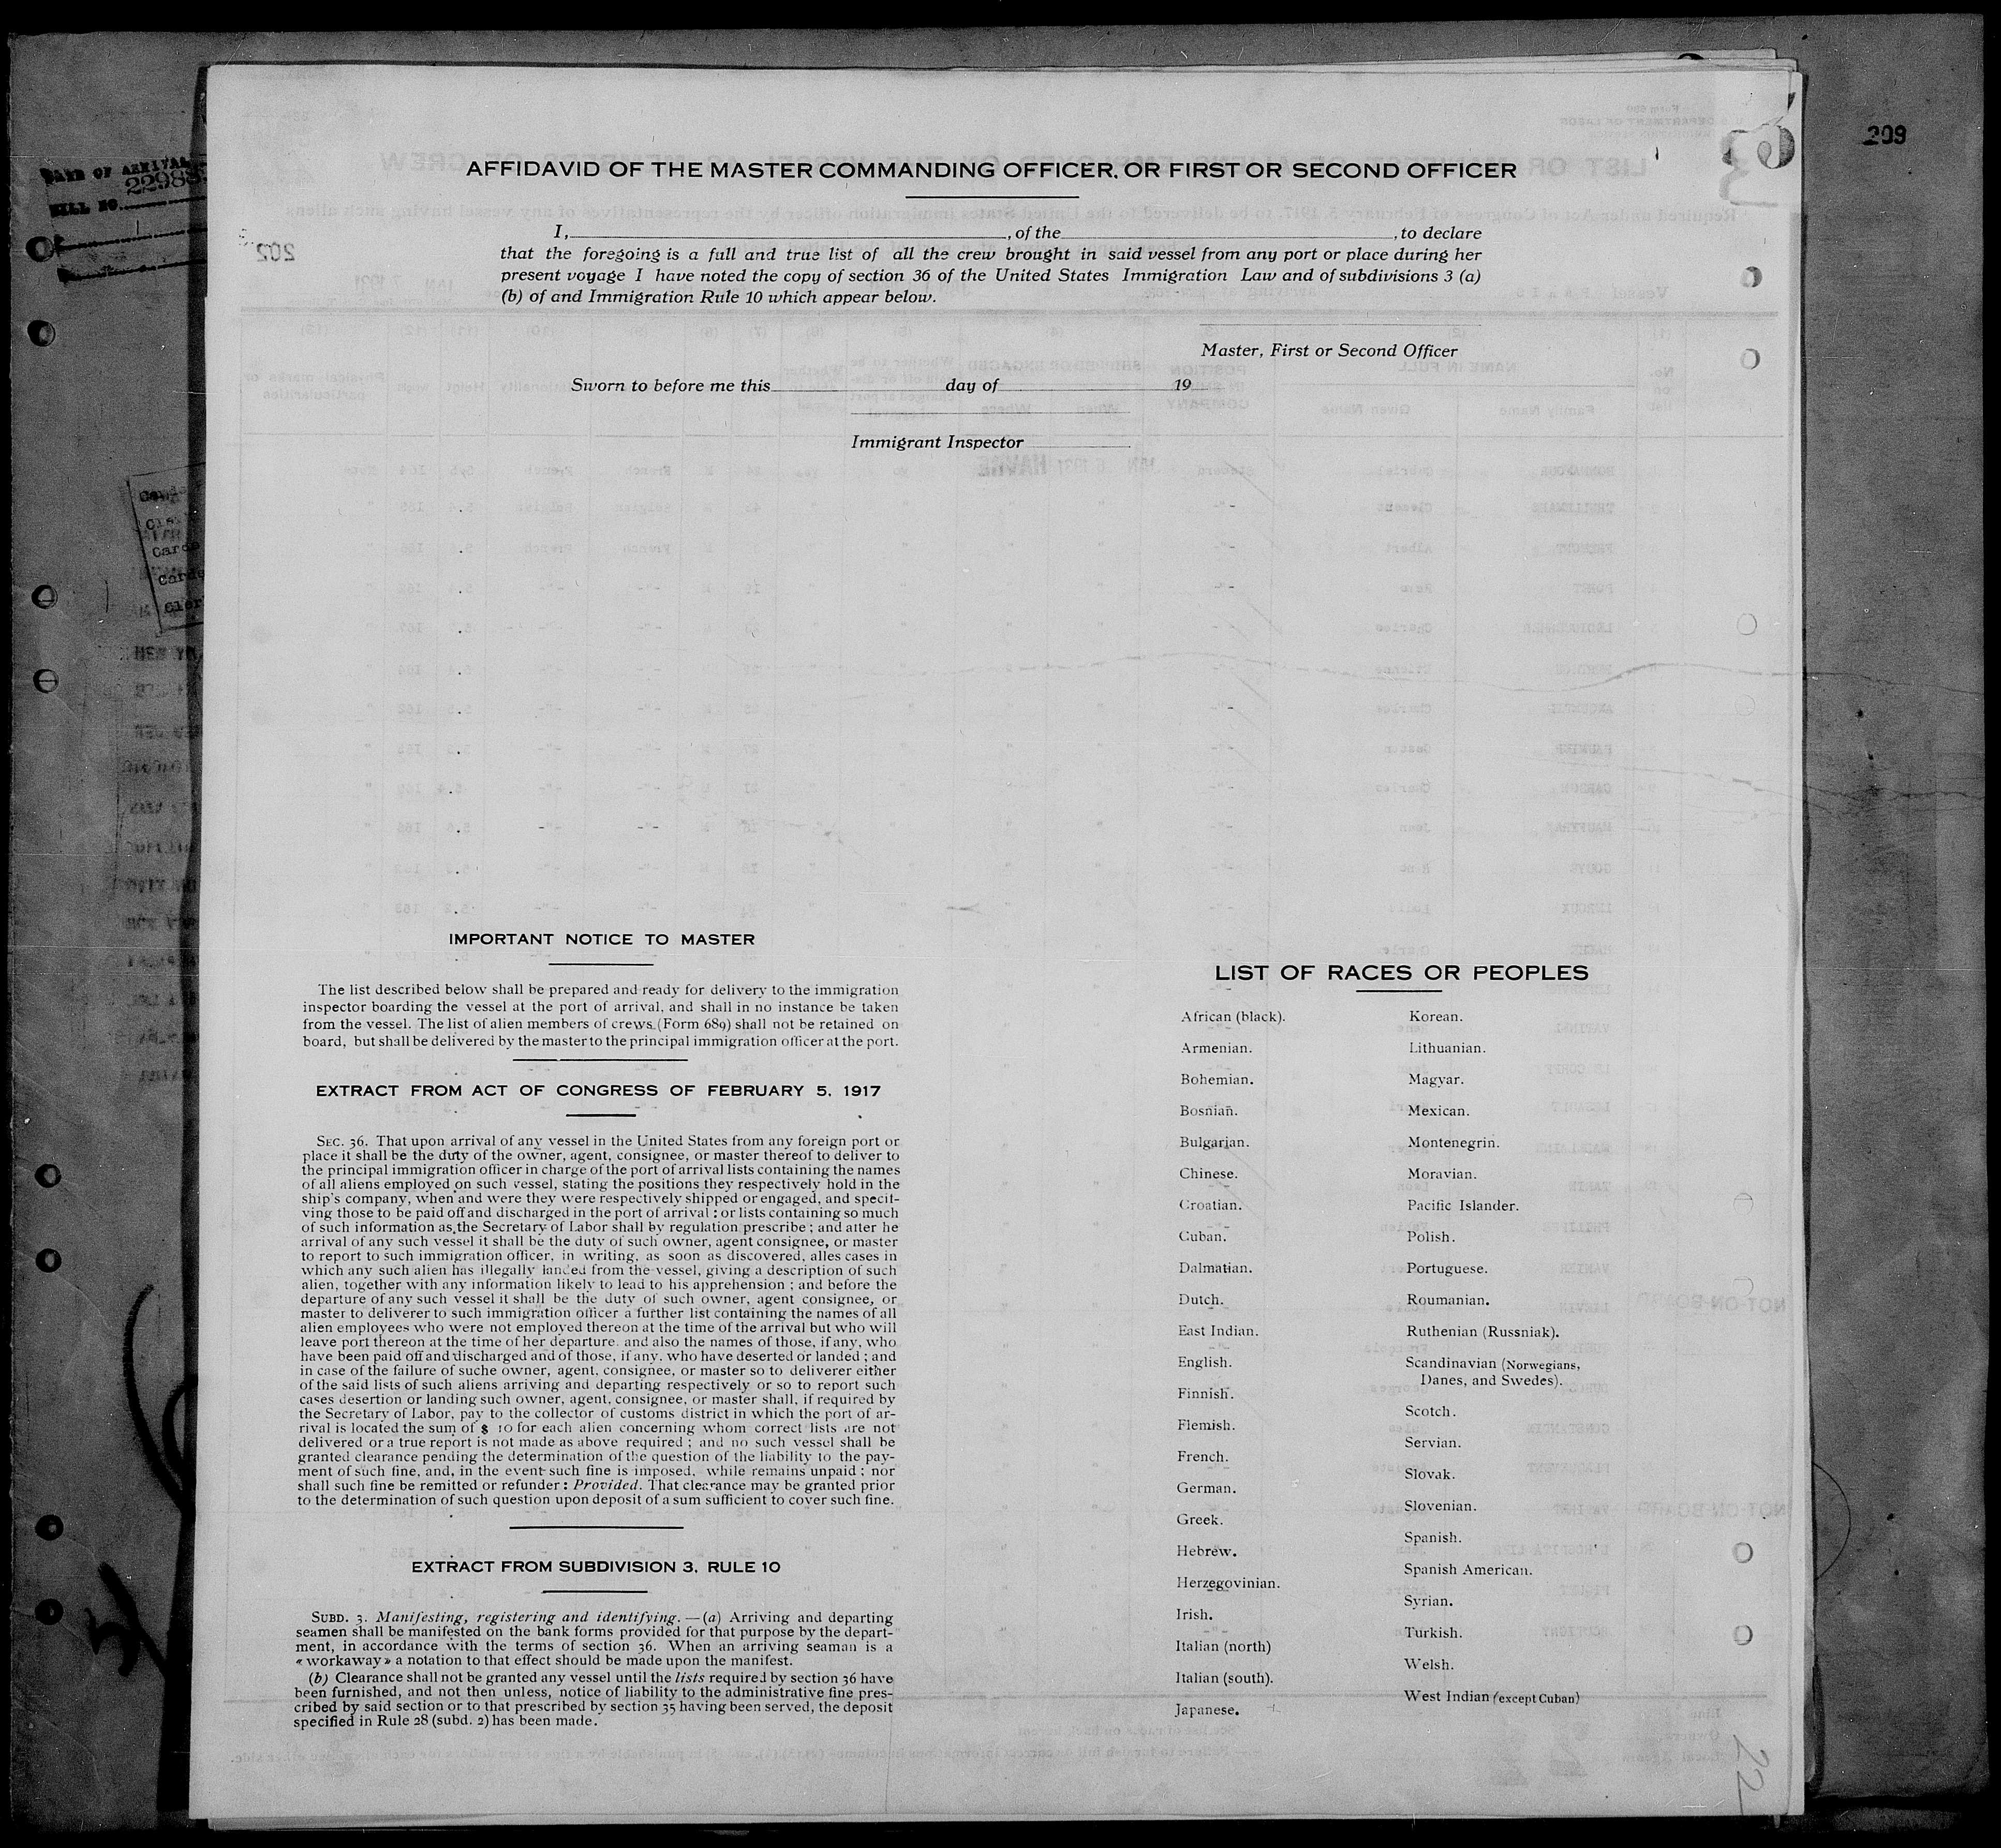 209
AFFIDAVID OF THE MASTER COMMANDING OFFICER, OR FIRST OR SECOND OFFICER
I, , of the , to declare
that the foregoing is a full and true list of all the crew brought in said vessel from any port or place during her
present voyage I have noted the copy of section 36 of the United States Immigration Law and of subdivisions 3 (a)
(b) of and Immigration Rule 10 which appear below.
Master, First or Second Officer
Sworn to before me this day of 19
Immigrant Inspector
IMPORTANT NOTICE TO MASTER
The list described below shall be prepared and ready for delivery to the immigration
inspector boarding the vessel at the port of arrival, and shall in no instance be taken
from the vessel. The list of alien members of crews (Form 689) shall not be retained on
board, but shall be delivered by the master to the principal immigration officer at the port.
EXTRACT FROM ACT OF CONGRESS OF FEBRUARY 5, 1917
SEC. 36. That upon arrival of any vessel in the United States from any foreign port or
place it shall be the duty of the owner, agent, consignee, or master thereof to deliver to
the principal immigration officer in charge of the port of arrival lists containing the names
of all aliens employed on such vessel, stating the positions they respectively hold in the
ship's company, when and were they were respectively shipped or engaged, and specit-
ving those to be paid off and discharged in the port of arrival ; or lists containing so much
of such information as the Secretary of Labor shall by regulation prescribe ; and atter he
arrival of any such vessel it shall be the duty of such owner, agent consignee, or master
to report to such immigration officer, in writing, as soon as discovered, alles cases in
which any such alien has illegally landed from the vessel, giving a description of such
alien, together with any information likely to lead to his apprehension ; and before the
departure of any such vessel it shall be the duty of such owner, agent consignee, or
master to deliverer to such immigration officer a further list containing the names of all
alien employees who were not employed thereon at the time of the arrival but who will
leave port thereon at the time of her departure. and also the names of those, if any, who
have been paid off and discharged and of those, if any, who have deserted or landed ; and
in case of the failure of suche owner, agent, consignee, or master so to deliverer either
of the said lists of such aliens arriving and departing respectively or so to report such
cases desertion or landing such owner, agent, consignee, or master shall, if required by
the Secretary of Labor, pay to the collector of customs district in which the port of ar-
rival is located the sum of $ 10 for each alien concerning whom correct lists are not
delivered or a true report is not made as above required ; and no such vessel shall be
granted clearance pending the determination of the question of the liability to the pay-
ment of such fine, and, in the event such fine is imposed, while remains unpaid ; nor
shall such fine be remitted or refunder : Provided. That clearance may be granted prior
to the determination of such question upon deposit of a sum sufficient to cover such fine.
EXTRACT FROM SUBDIVISION 3, RULE 10
SUBD. 3. Manifesting, registering and identifying. — (a) Arriving and departing
seamen shall be manifested on the bank forms provided for that purpose by the depart-
ment, in accordance with the terms of section 36. When an arriving seaman is a
« workaway » a notation to that effect should be made upon the manifest.
(b) Clearance shall not be granted any vessel until the lists required by section 36 have
been furnished, and not then unless, notice of liability to the administrative fine pres-
cribed by said section or to that prescribed by section 35 having been served, the deposit
specified in Rule 28 (subd. 2) has been made.
LIST OF RACES OR PEOPLES
African (black).
Armenian.
Bohemian.
Bosnian.
Bulgarian.
Chinese.
Croatian.
Cuban.
Dalmatian.
Dutch.
East Indian.
English.
Finnish.
Flemish.
French.
German.
Greek.
Hebrew.
Herzegovinian.
Irish.
Italian (north)
Italian (south).
Japanese.
Korean.
Lithuanian.
Magyar.
Mexican.
Montenegrin.
Moravian.
Pacific Islander.
Polish.
Portuguese.
Roumanian.
Ruthenian (Russniak).
Scandinavian (Norwegians,
Danes, and Swedes).
Scotch.
Servian.
Slovak.
Slovenian.
Spanish.
Spanish American.
Syrian.
Turkish.
Welsh.
West Indian (except Cuban)
22